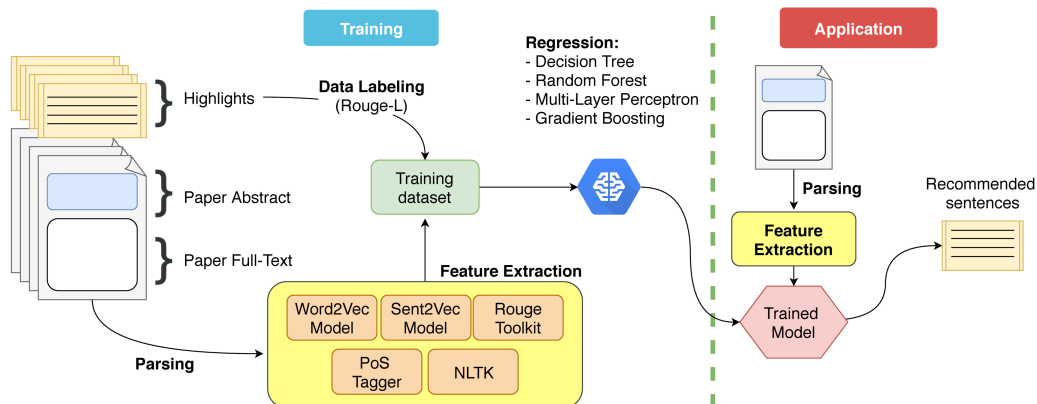 Training
Application
Regression:
- Decision Tree
- Random Forest
- Multi-Layer Perceptron
- Gradient Boosting
Highlights
Data Labeling
(Rouge-L)
Paper Abstract
Paper Full-Text
Training
dataset
Parsing
Feature Extraction
Word2Vec
Model
Sent2Vec
Model
Rouge
Toolkit
PoS
Tagger
NLTK
Parsing
Feature
Extraction
Trained
Model
Recommended
sentences